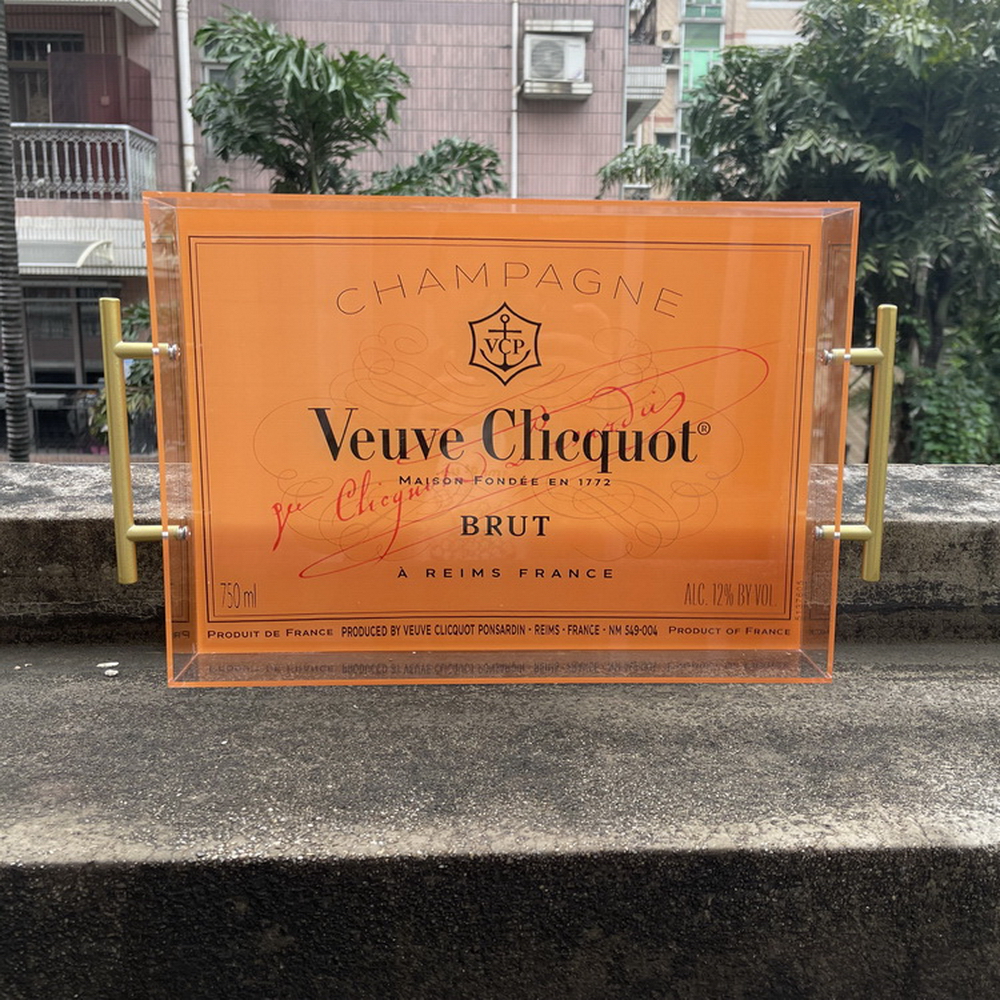 CHAMPAGNE
VCP
Veuve Clicquot®
MAISON FONDÉE EN 1772
BRUT
À REIMS FRANCE
750 ml
ALC. 12% BY VOL.
PRODUIT DE FRANCE PRODUCED BY VEUVE CLICQUOT PONSARDIN - REIMS - FRANCE - NM 549-004 PRODUCT OF FRANCE